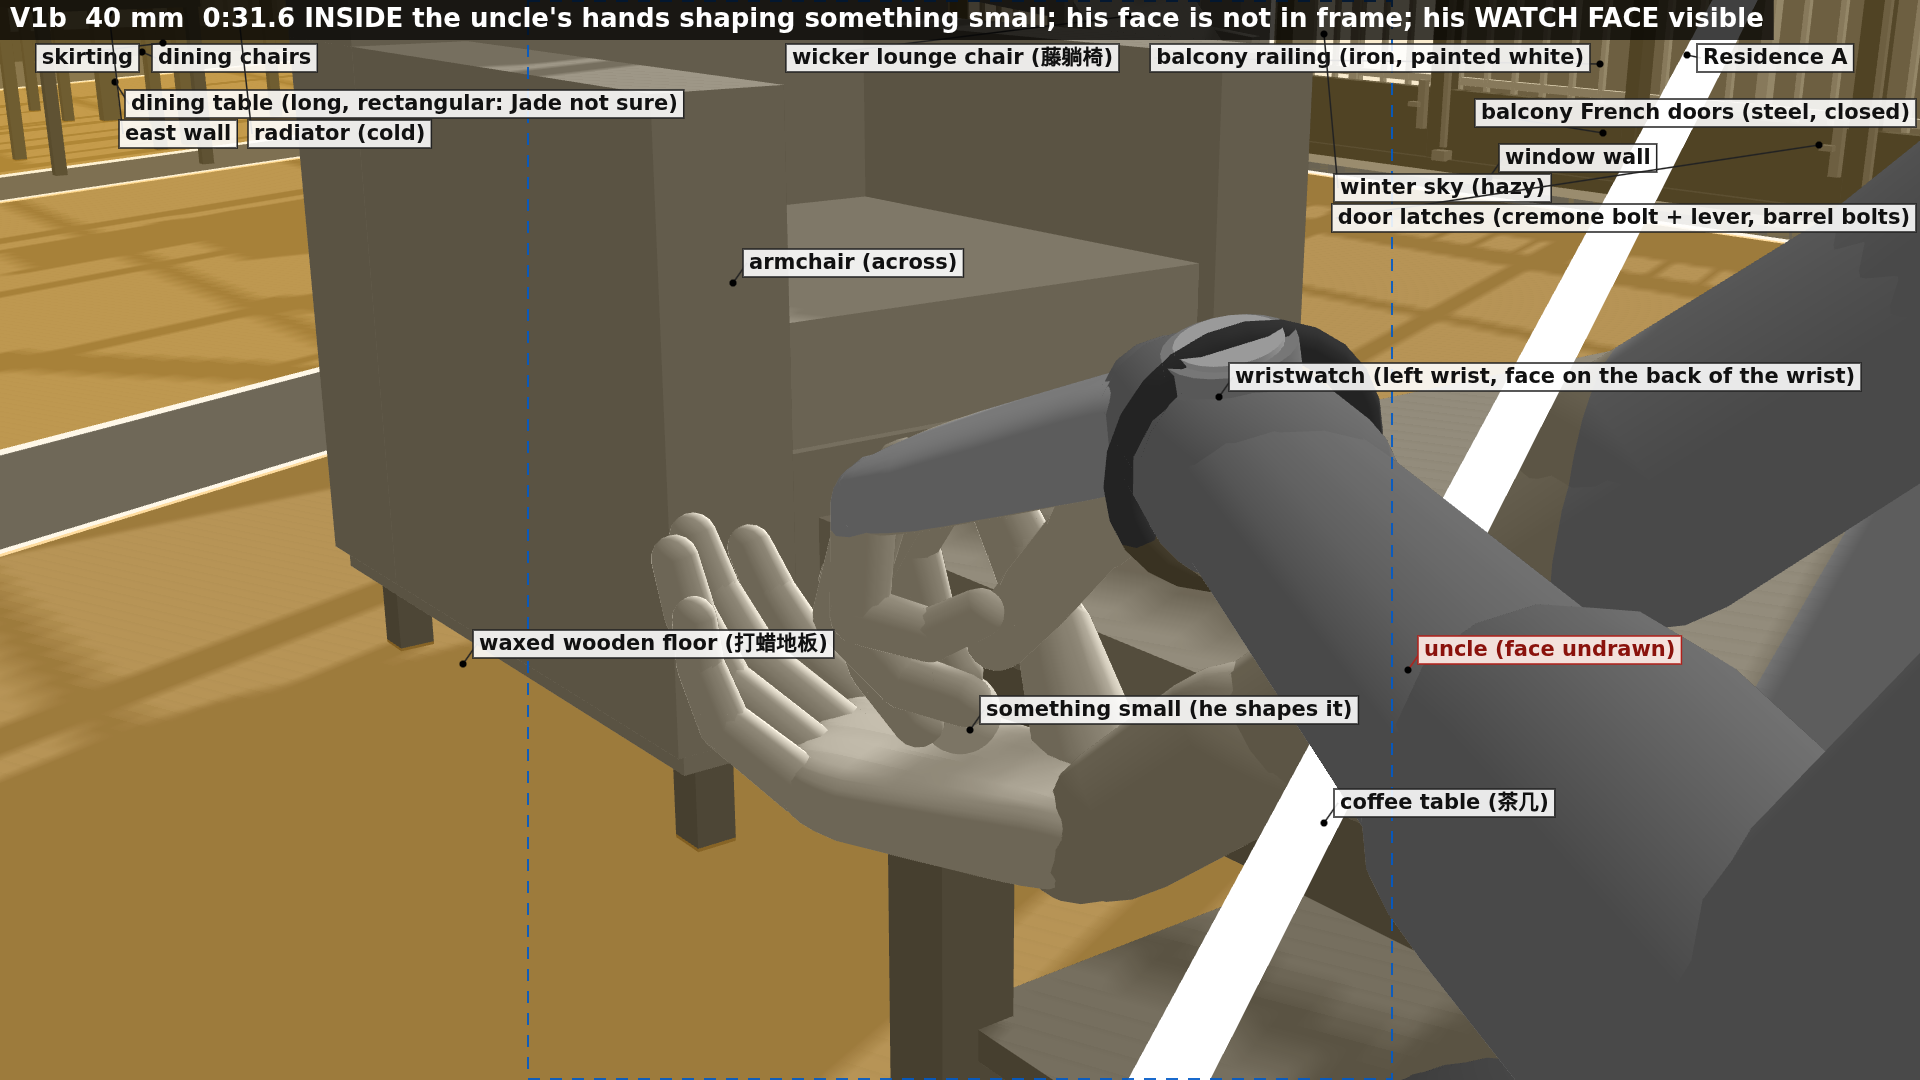 V1b 40 mm 0:31.6 INSIDE the uncle's hands shaping something small; his face is not in frame; his WATCH FACE visible
skirting
dining chairs
wicker lounge chair (藤躺椅)
balcony railing (iron, painted white)
Residence A
dining table (long, rectangular: Jade not sure)
balcony French doors (steel, closed)
east wall
radiator (cold)
window wall
winter sky (hazy)
door latches (cremone bolt + lever, barrel bolts)
armchair (across)
wristwatch (left wrist, face on the back of the wrist)
waxed wooden floor (打蜡地板)
uncle (face undrawn)
something small (he shapes it)
coffee table (茶几)